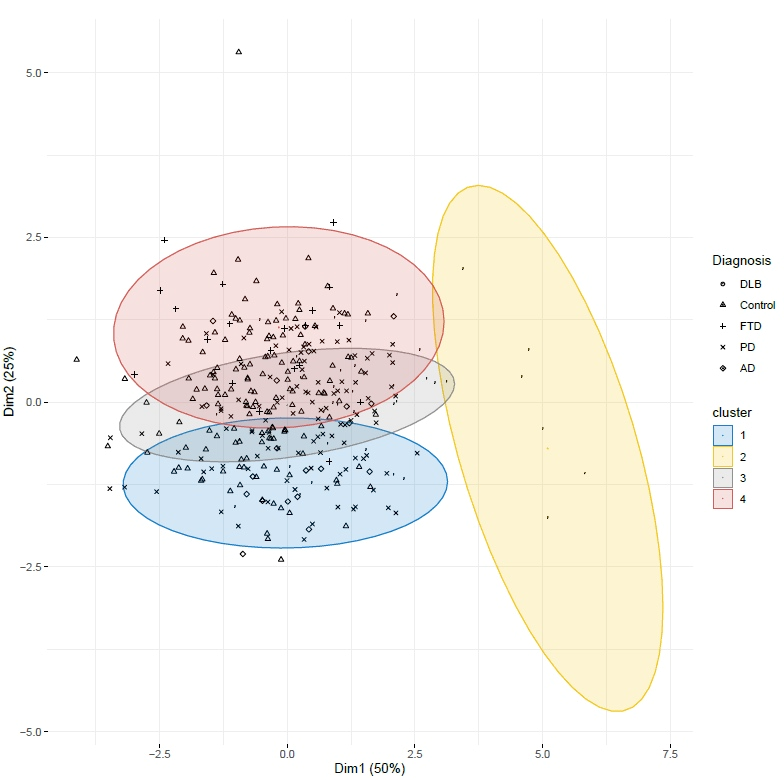 5.0
2.5
0.0
−2.5
−5.0
Dim2 (25%)
−2.5
0.0
2.5
5.0
7.5
Dim1 (50%)
Diagnosis
DLB
Control
FTD
PD
AD
cluster
1
2
3
4